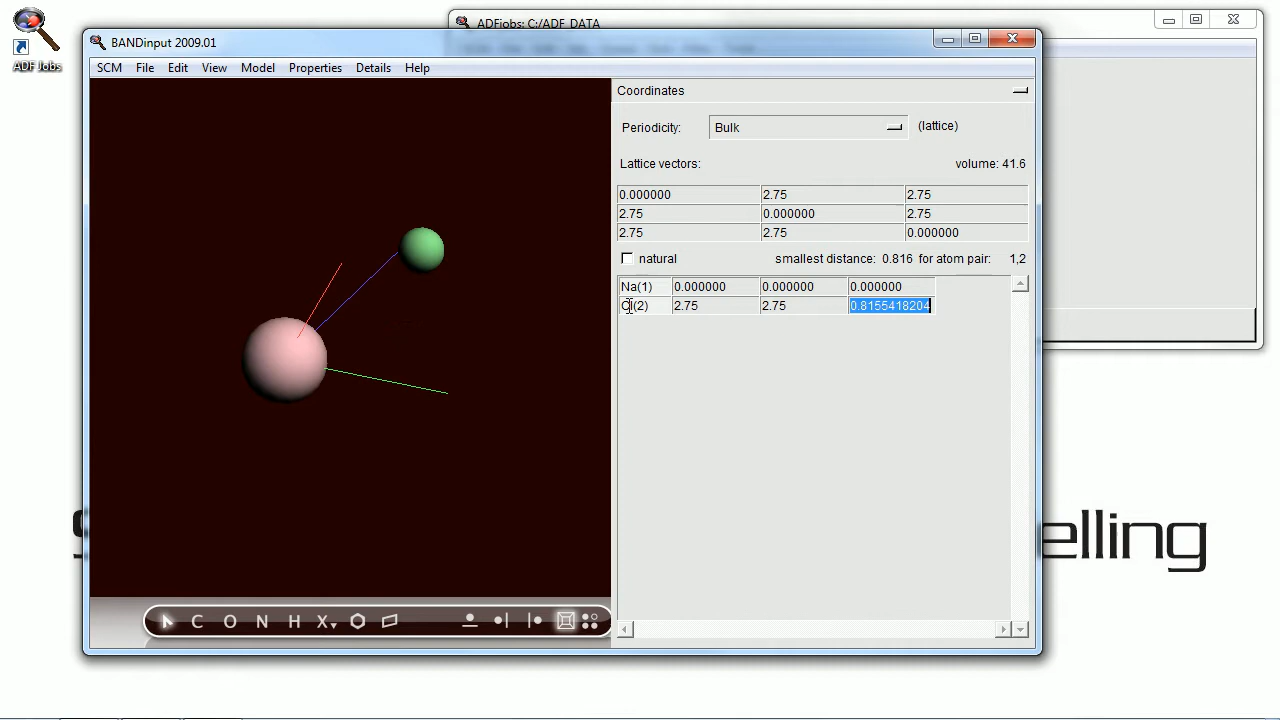 ADFjobs: C:/ADF_DATA
ADF Jobs
BANDinput 2009.01
SCM File Edit View Model Properties Details Help
Coordinates
Periodicity: Bulk (lattice)
Lattice vectors: volume: 41.6
0.000000 2.75 2.75
2.75 0.000000 2.75
2.75 2.75 0.000000
natural smallest distance: 0.816 for atom pair: 1,2
Na(1) 0.000000 0.000000 0.000000
Cl(2) 2.75 2.75 0.8155418204
elling
C O N H X